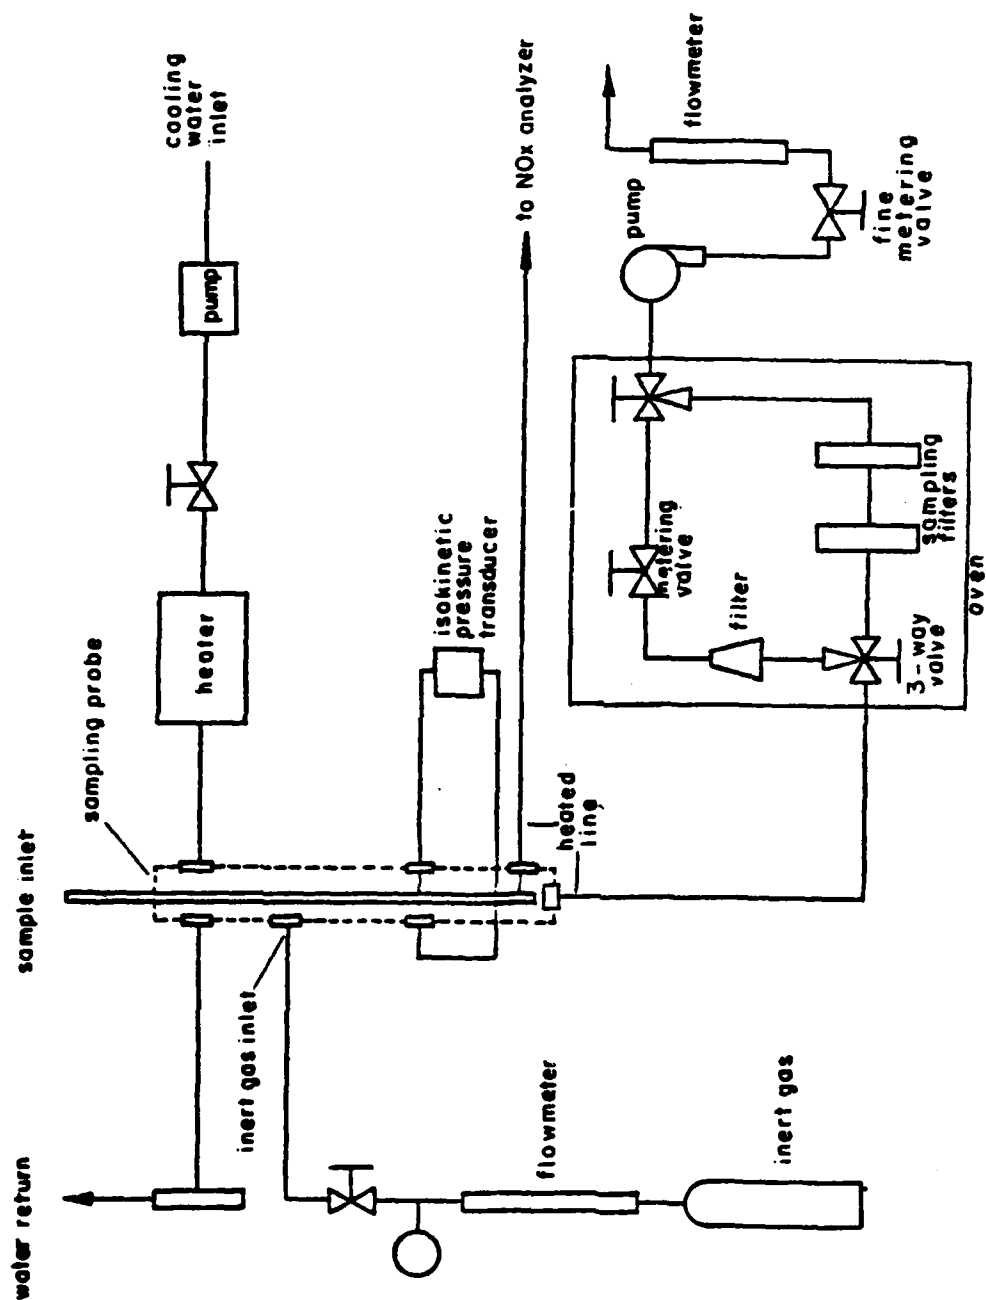 water return
sample inlet
sampling probe
cooling
water
inlet
heater
pump
inert gas inlet
isokinetic
pressure
transducer
to NOx analyzer
flowmeter
heated
line
pump
flowmeter
metering
valve
filter
inert gas
fine
metering
valve
3-way
valve
sampling
filters
oven